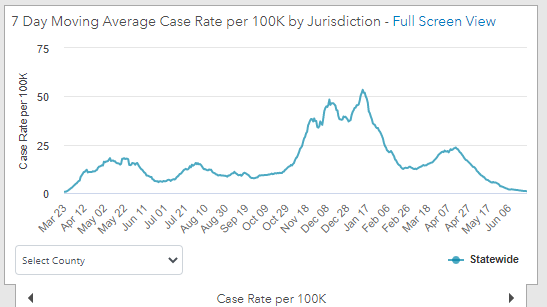 7 Day Moving Average Case Rate per 100K by Jurisdiction - Full Screen View
75
50
25
0
Case Rate per 100K
Mar 23
Apr 12
May 02
May 22
Jun 11
Jul 01
Jul 21
Aug 10
Aug 30
Sep 19
Oct 09
Oct 29
Nov 18
Dec 08
Dec 28
Jan 17
Feb 06
Feb 26
Mar 18
Apr 07
Apr 27
May 17
Jun 06
Select County
Statewide
Case Rate per 100K